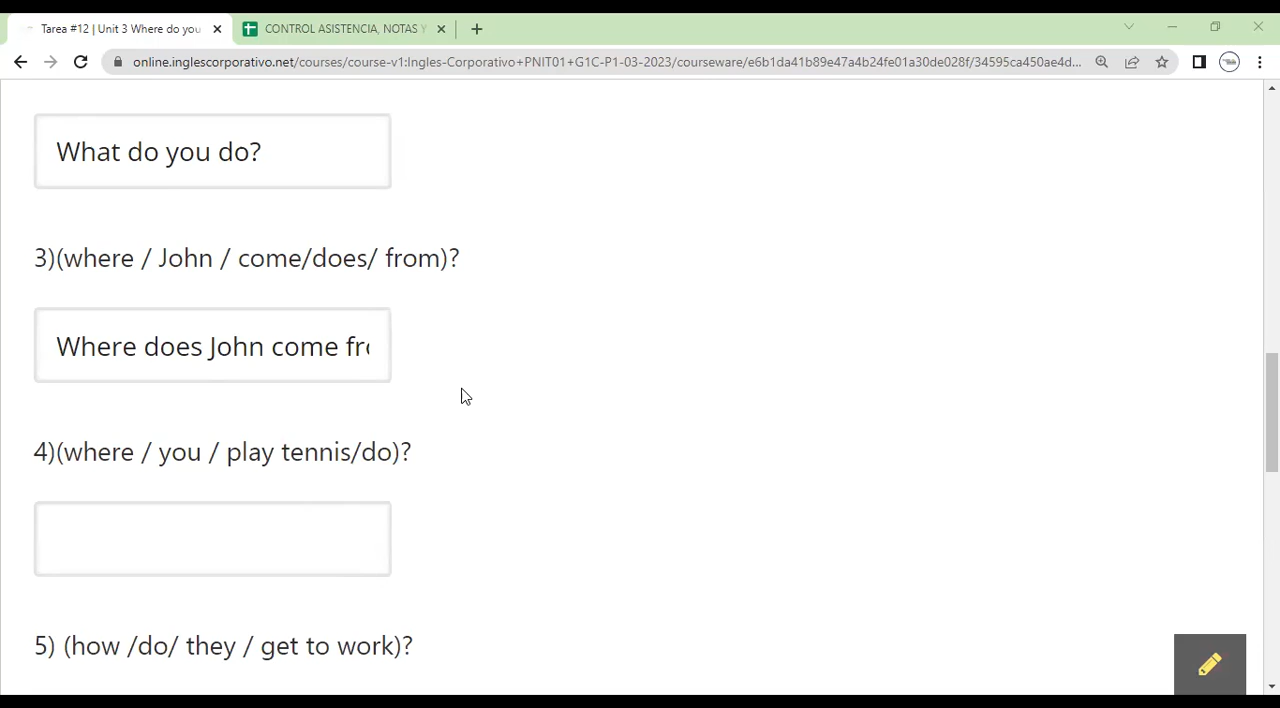 Tarea #12 | Unit 3 Where do you
CONTROL ASISTENCIA, NOTAS Y
online.inglescorporativo.net/courses/course-v1:Ingles-Corporativo+PNIT01+G1C-P1-03-2023/courseware/e6b1da41b89e47a4b24fe01a30de028f/34595ca450ae4d...
What do you do?
3)(where / John / come/does/ from)?
Where does John come fro
4)(where / you / play tennis/do)?
5) (how /do/ they / get to work)?